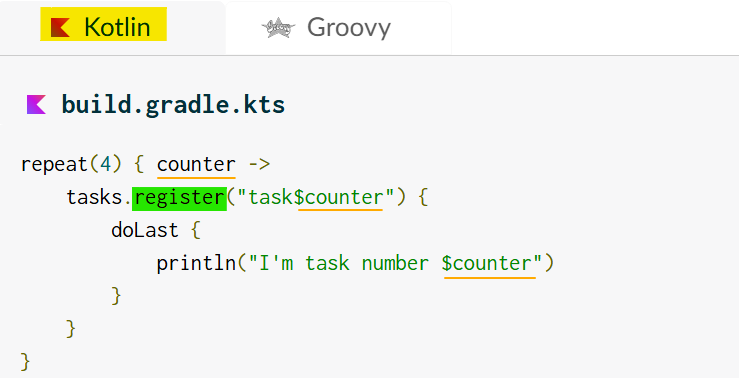 Kotlin Groovy
build.gradle.kts
repeat(4) { counter ->
    tasks.register("task$counter") {
        doLast {
            println("I'm task number $counter")
        }
    }
}